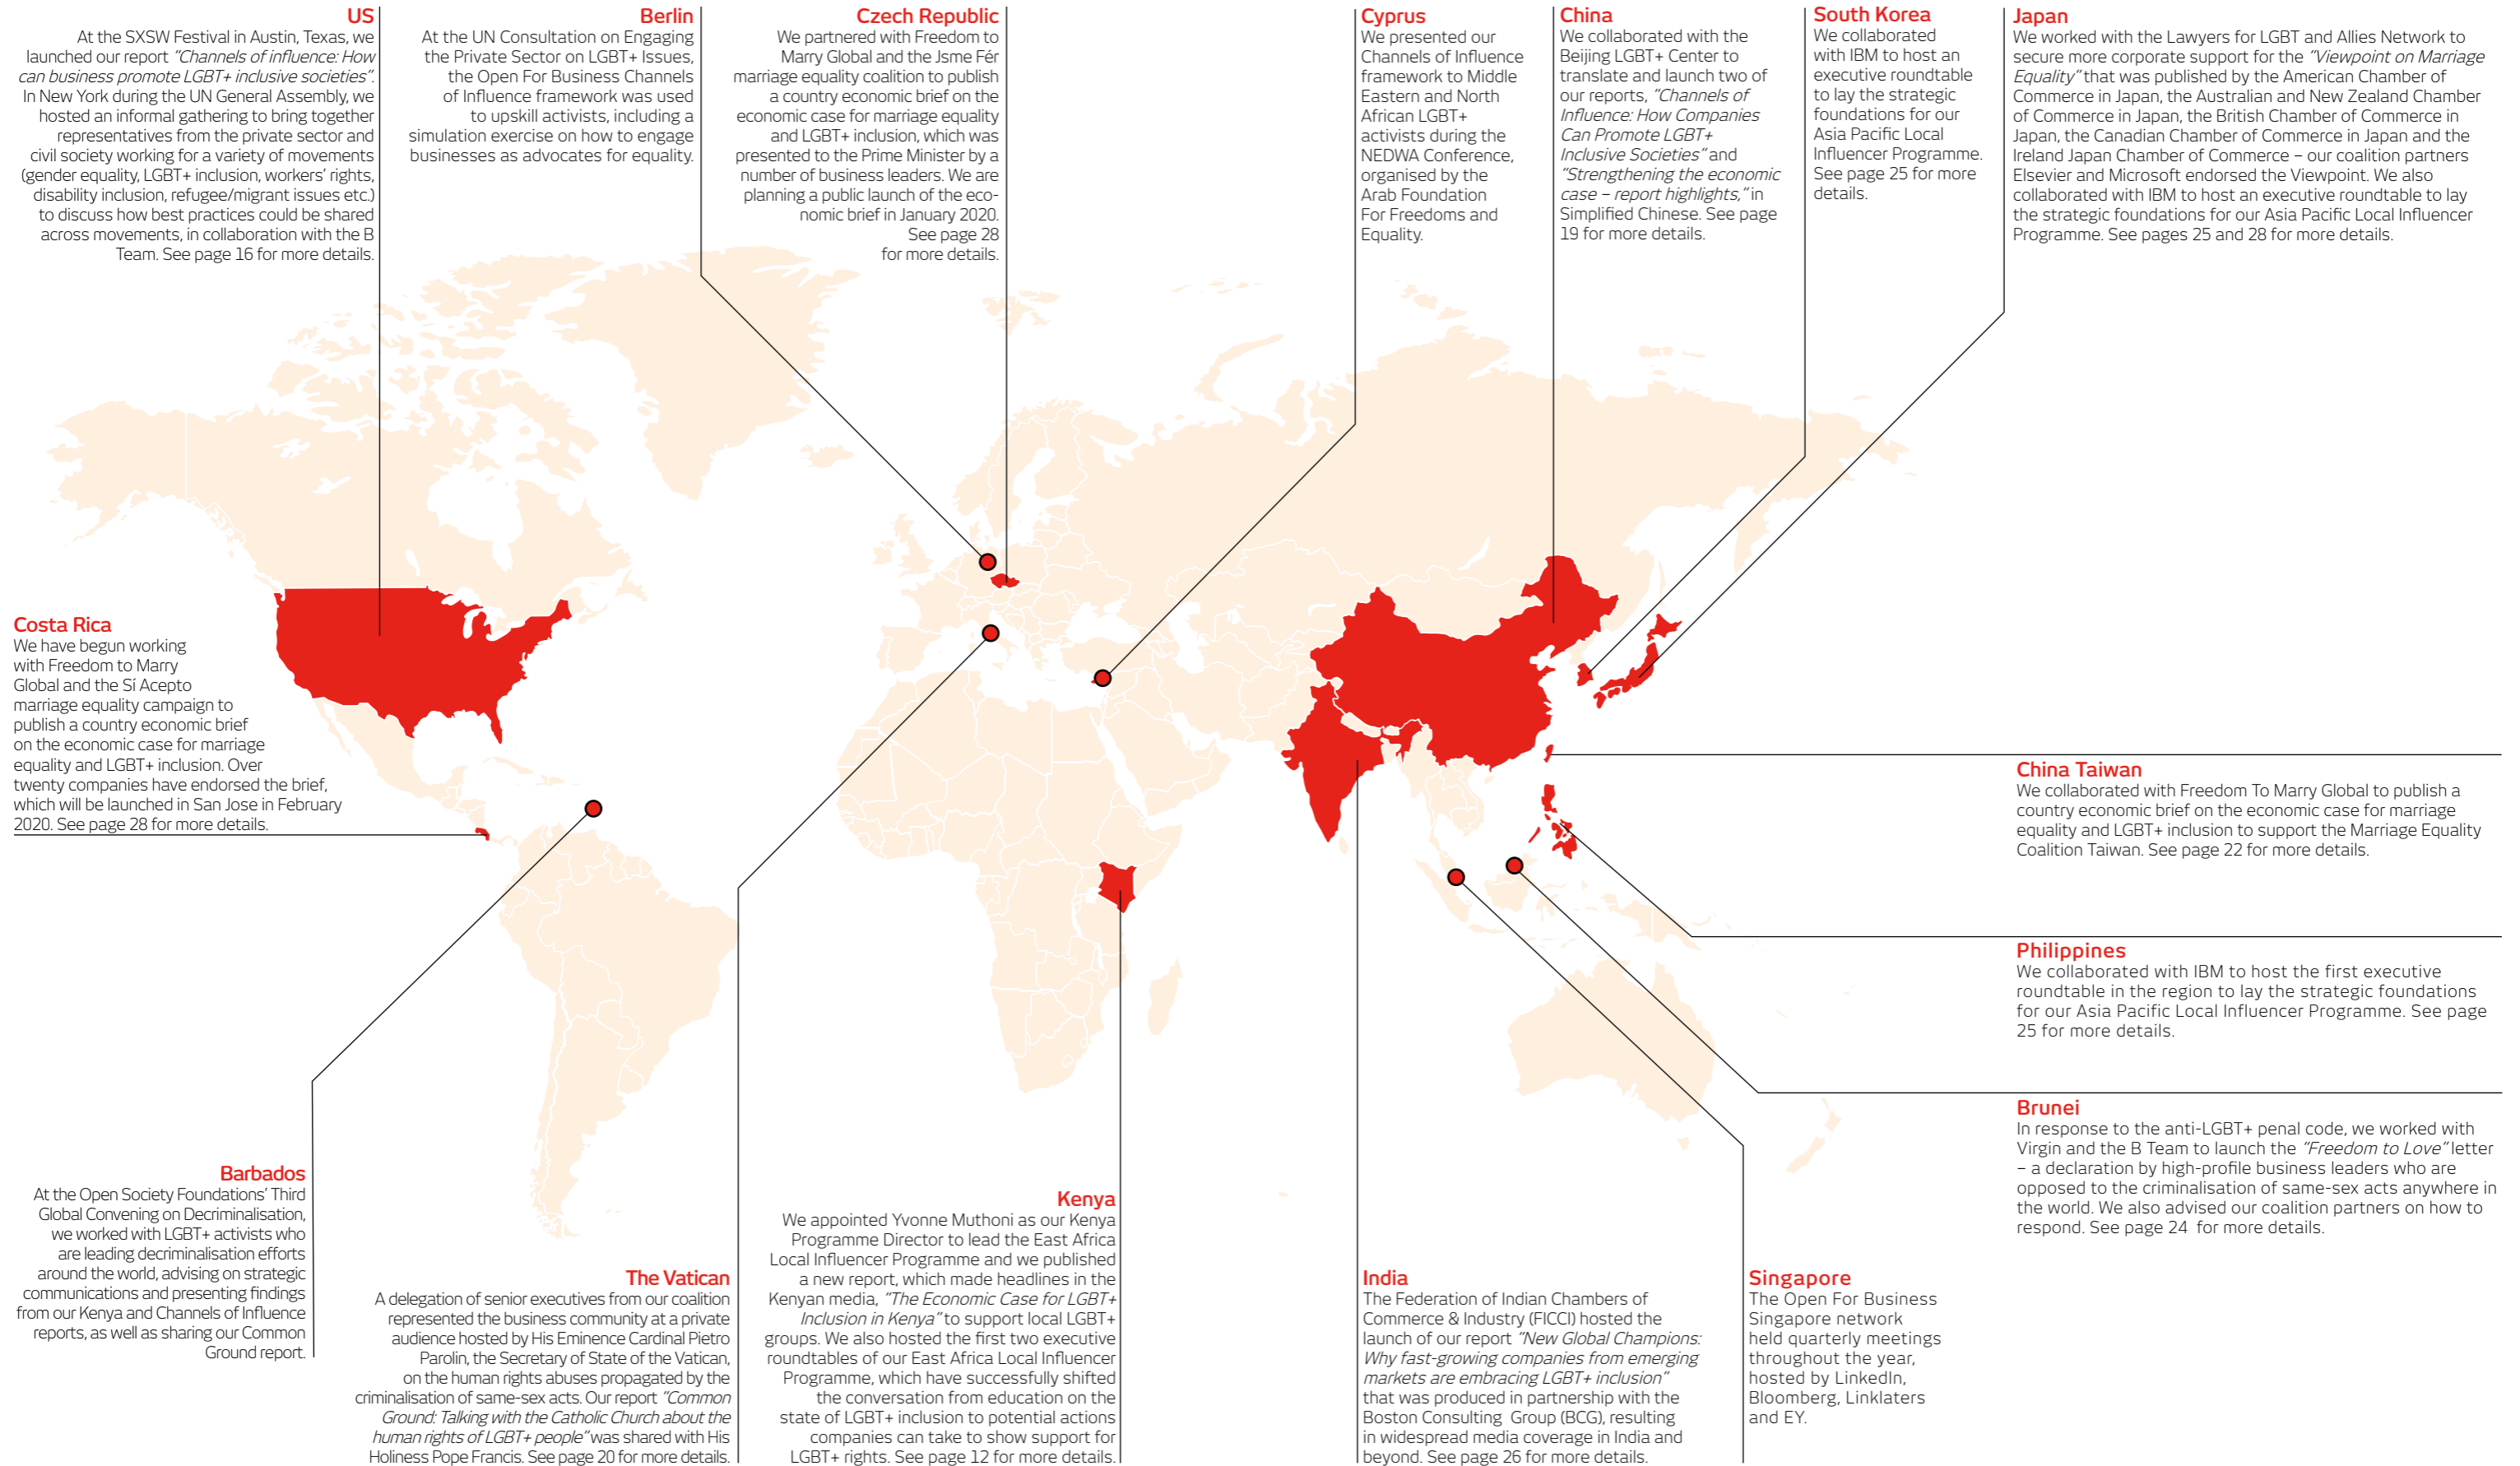 US
At the SXSW Festival in Austin, Texas, we
launched our report "Channels of influence: How
can business promote LGBT+ inclusive societies".
In New York during the UN General Assembly, we
hosted an informal gathering to bring together
representatives from the private sector and
civil society working for a variety of movements
(gender equality, LGBT+ inclusion, workers' rights,
disability inclusion, refugee/migrant issues etc.)
to discuss how best practices could be shared
across movements, in collaboration with the B
Team. See page 16 for more details.
Berlin
At the UN Consultation on Engaging
the Private Sector on LGBT+ Issues,
the Open For Business Channels
of Influence framework was used
to upskill activists, including a
simulation exercise on how to engage
businesses as advocates for equality.
Czech Republic
We partnered with Freedom to
Marry Global and the Jsme Fér
marriage equality coalition to publish
a country economic brief on the
economic case for marriage equality
and LGBT+ inclusion, which was
presented to the Prime Minister by a
number of business leaders. We are
planning a public launch of the eco-
nomic brief in January 2020.
See page 28
for more details.
Cyprus
We presented our
Channels of Influence
framework to Middle
Eastern and North
African LGBT+
activists during the
NEDWA Conference,
organised by the
Arab Foundation
For Freedoms and
Equality.
China
We collaborated with the
Beijing LGBT+ Center to
translate and launch two of
our reports, "Channels of
Influence: How Companies
Can Promote LGBT+
Inclusive Societies" and
"Strengthening the economic
case – report highlights," in
Simplified Chinese. See page
19 for more details.
South Korea
We collaborated
with IBM to host an
executive roundtable
to lay the strategic
foundations for our
Asia Pacific Local
Influencer Programme.
See page 25 for more
details.
Japan
We worked with the Lawyers for LGBT and Allies Network to
secure more corporate support for the "Viewpoint on Marriage
Equality" that was published by the American Chamber of
Commerce in Japan, the Australian and New Zealand Chamber
of Commerce in Japan, the British Chamber of Commerce in
Japan, the Canadian Chamber of Commerce in Japan and the
Ireland Japan Chamber of Commerce – our coalition partners
Elsevier and Microsoft endorsed the Viewpoint. We also
collaborated with IBM to host an executive roundtable to lay
the strategic foundations for our Asia Pacific Local Influencer
Programme. See pages 25 and 28 for more details.
Costa Rica
We have begun working
with Freedom to Marry
Global and the Sí Acepto
marriage equality campaign to
publish a country economic brief
on the economic case for marriage
equality and LGBT+ inclusion. Over
twenty companies have endorsed the brief,
which will be launched in San Jose in February
2020. See page 28 for more details.
China Taiwan
We collaborated with Freedom To Marry Global to publish a
country economic brief on the economic case for marriage
equality and LGBT+ inclusion to support the Marriage Equality
Coalition Taiwan. See page 22 for more details.
Philippines
We collaborated with IBM to host the first executive
roundtable in the region to lay the strategic foundations
for our Asia Pacific Local Influencer Programme. See page
25 for more details.
Brunei
In response to the anti-LGBT+ penal code, we worked with
Virgin and the B Team to launch the "Freedom to Love" letter
– a declaration by high-profile business leaders who are
opposed to the criminalisation of same-sex acts anywhere in
the world. We also advised our coalition partners on how to
respond. See page 24 for more details.
Barbados
At the Open Society Foundations' Third
Global Convening on Decriminalisation,
we worked with LGBT+ activists who
are leading decriminalisation efforts
around the world, advising on strategic
communications and presenting findings
from our Kenya and Channels of Influence
reports, as well as sharing our Common
Ground report.
The Vatican
A delegation of senior executives from our coalition
represented the business community at a private
audience hosted by His Eminence Cardinal Pietro
Parolin, the Secretary of State of the Vatican,
on the human rights abuses propagated by the
criminalisation of same-sex acts. Our report "Common
Ground: Talking with the Catholic Church about the
human rights of LGBT+ people" was shared with His
Holiness Pope Francis. See page 20 for more details.
Kenya
We appointed Yvonne Muthoni as our Kenya
Programme Director to lead the East Africa
Local Influencer Programme and we published
a new report, which made headlines in the
Kenyan media, "The Economic Case for LGBT+
Inclusion in Kenya" to support local LGBT+
groups. We also hosted the first two executive
roundtables of our East Africa Local Influencer
Programme, which have successfully shifted
the conversation from education on the
state of LGBT+ inclusion to potential actions
companies can take to show support for
LGBT+ rights. See page 12 for more details.
India
The Federation of Indian Chambers of
Commerce & Industry (FICCI) hosted the
launch of our report "New Global Champions:
Why fast-growing companies from emerging
markets are embracing LGBT+ inclusion"
that was produced in partnership with the
Boston Consulting Group (BCG), resulting
in widespread media coverage in India and
beyond. See page 26 for more details.
Singapore
The Open For Business
Singapore network
held quarterly meetings
throughout the year,
hosted by LinkedIn,
Bloomberg, Linklaters
and EY.